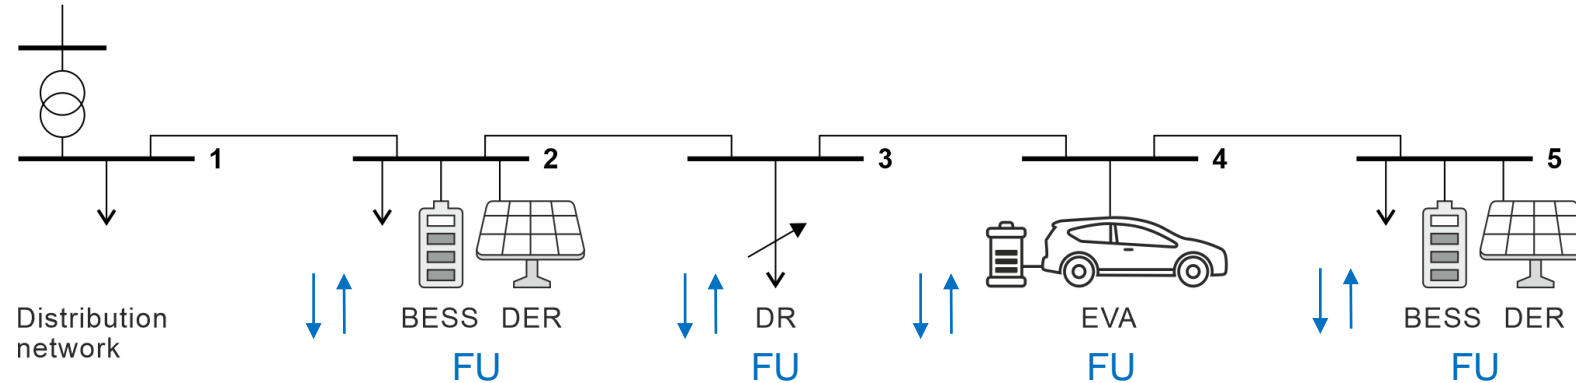 1
2
3
4
5
Distribution
network
BESS DER
DR
EVA
BESS DER
FU
FU
FU
FU